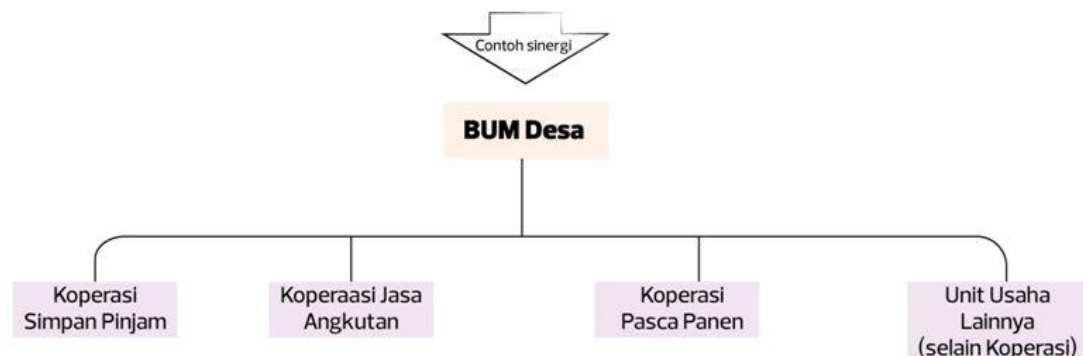 Contoh sinergi
BUM Desa
Koperasi
Simpan Pinjam
Koperaasi Jasa
Angkutan
Koperasi
Pasca Panen
Unit Usaha
Lainnya
(selain Koperasi)